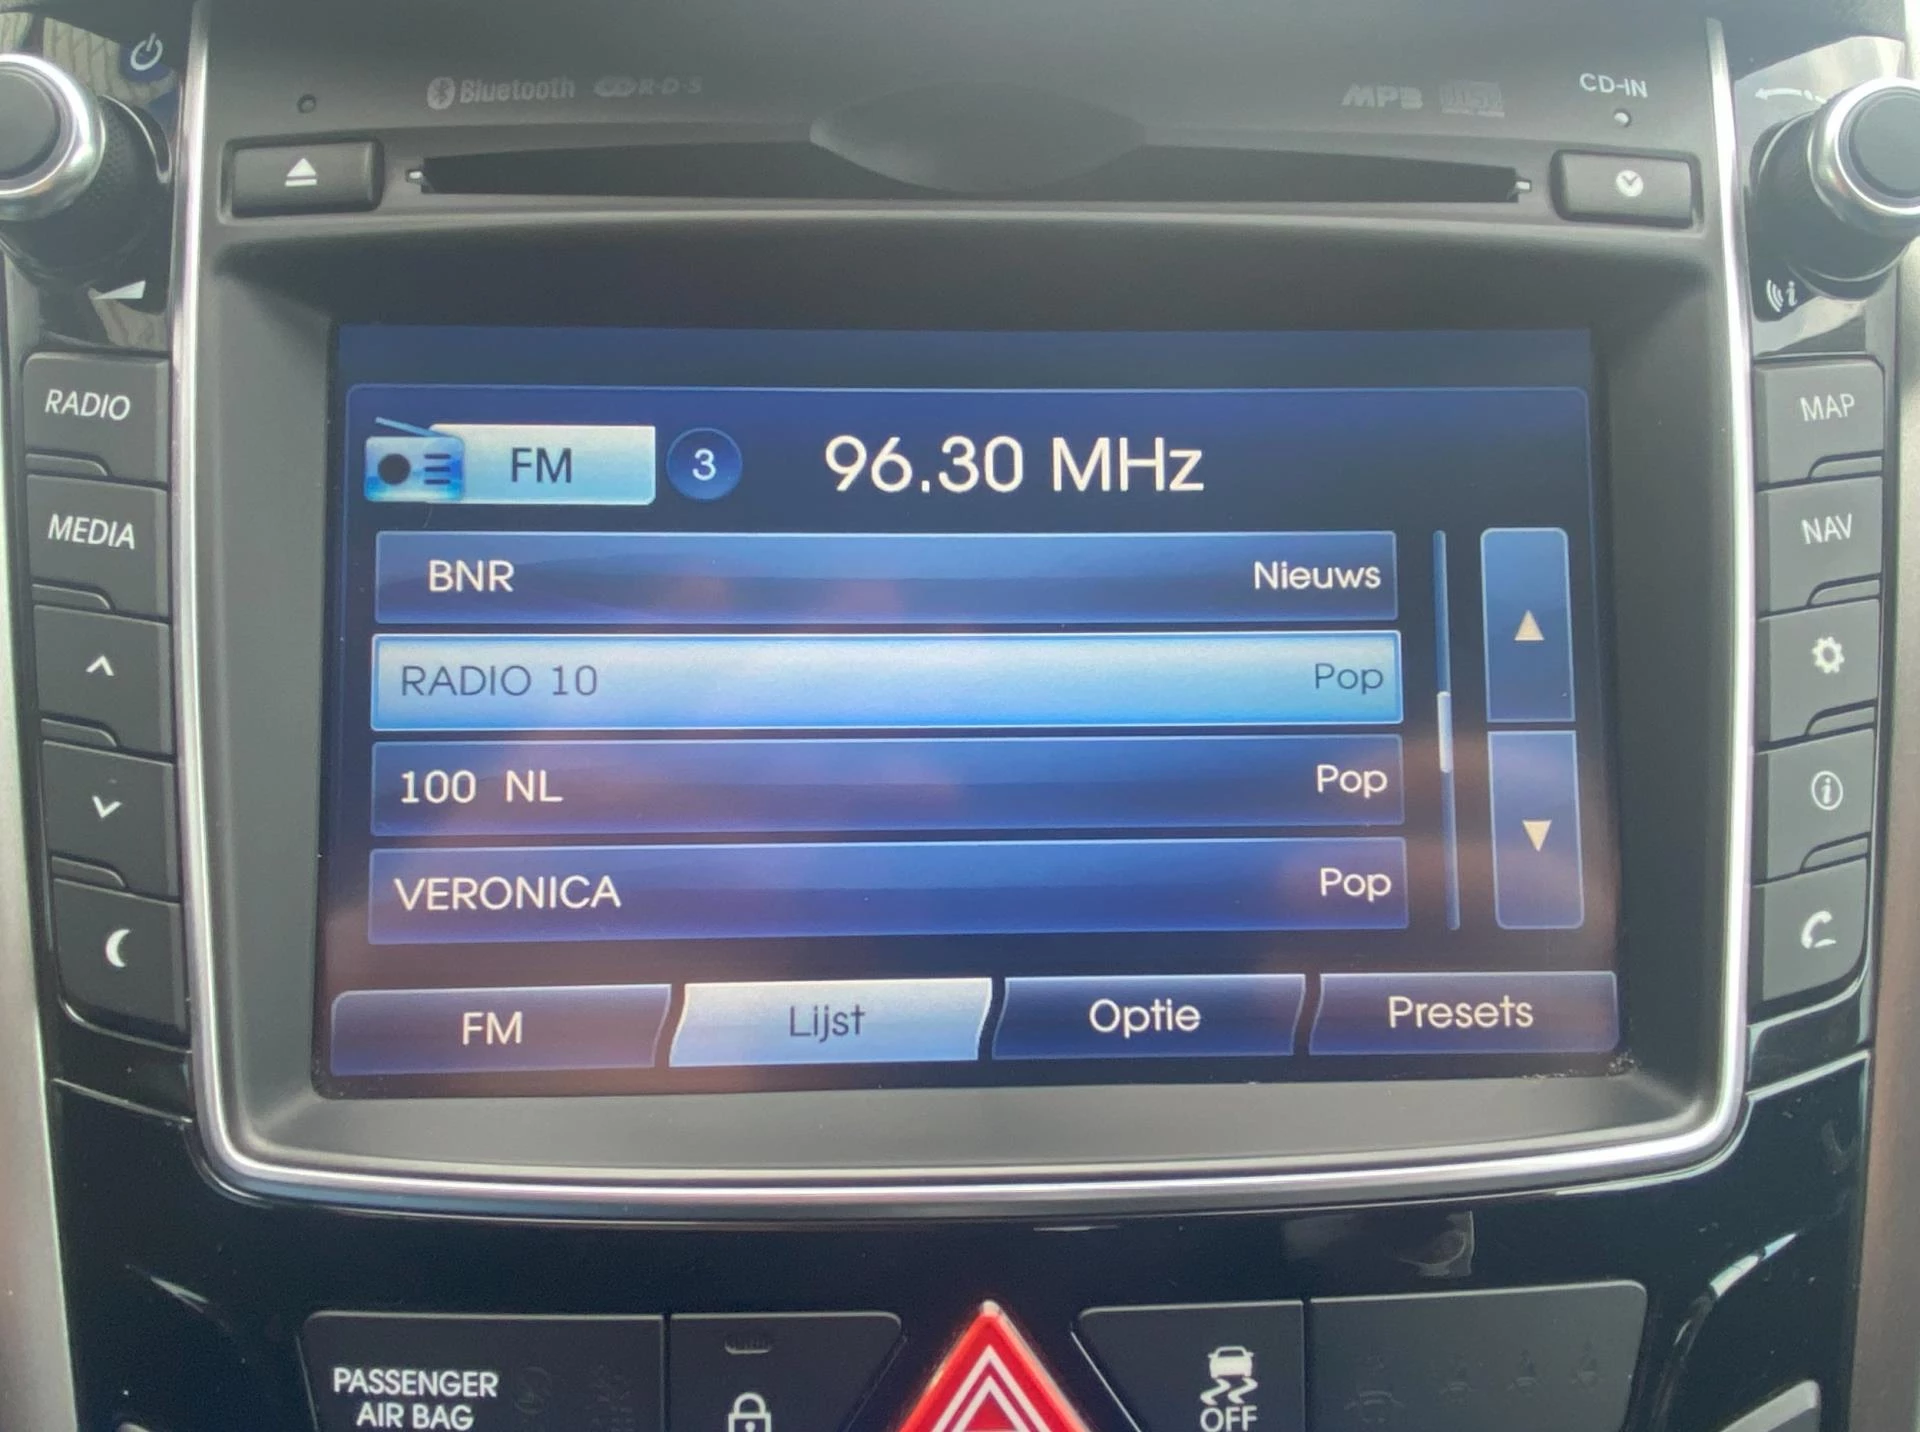 Bluetooth R·D·S
MP3
CD-IN
RADIO
MEDIA
MAP
NAV
FM 3 96.30 MHz
BNR Nieuws
RADIO 10 Pop
100 NL Pop
VERONICA Pop
FM Lijst Optie Presets
PASSENGER
AIR BAG
OFF